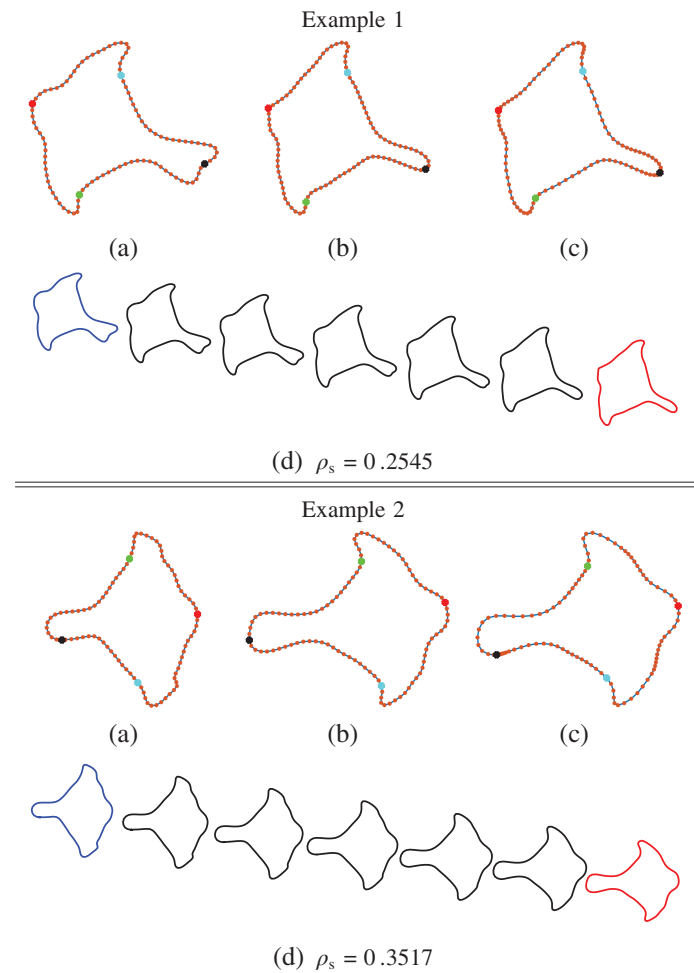 Example 1
(a) (b) (c)
(d) ρs = 0.2545
Example 2
(a) (b) (c)
(d) ρs = 0.3517